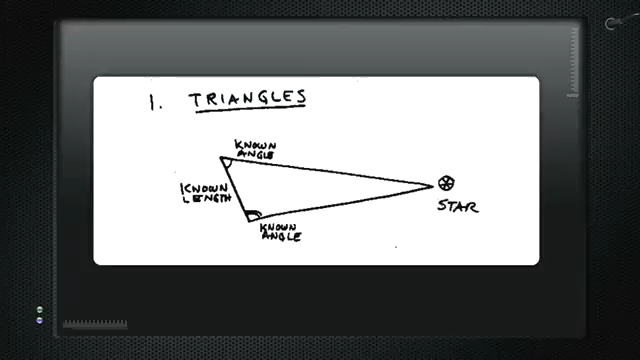 1. TRIANGLES
KNOWN
ANGLE
KNOWN
LENGTH
STAR
KNOWN
ANGLE